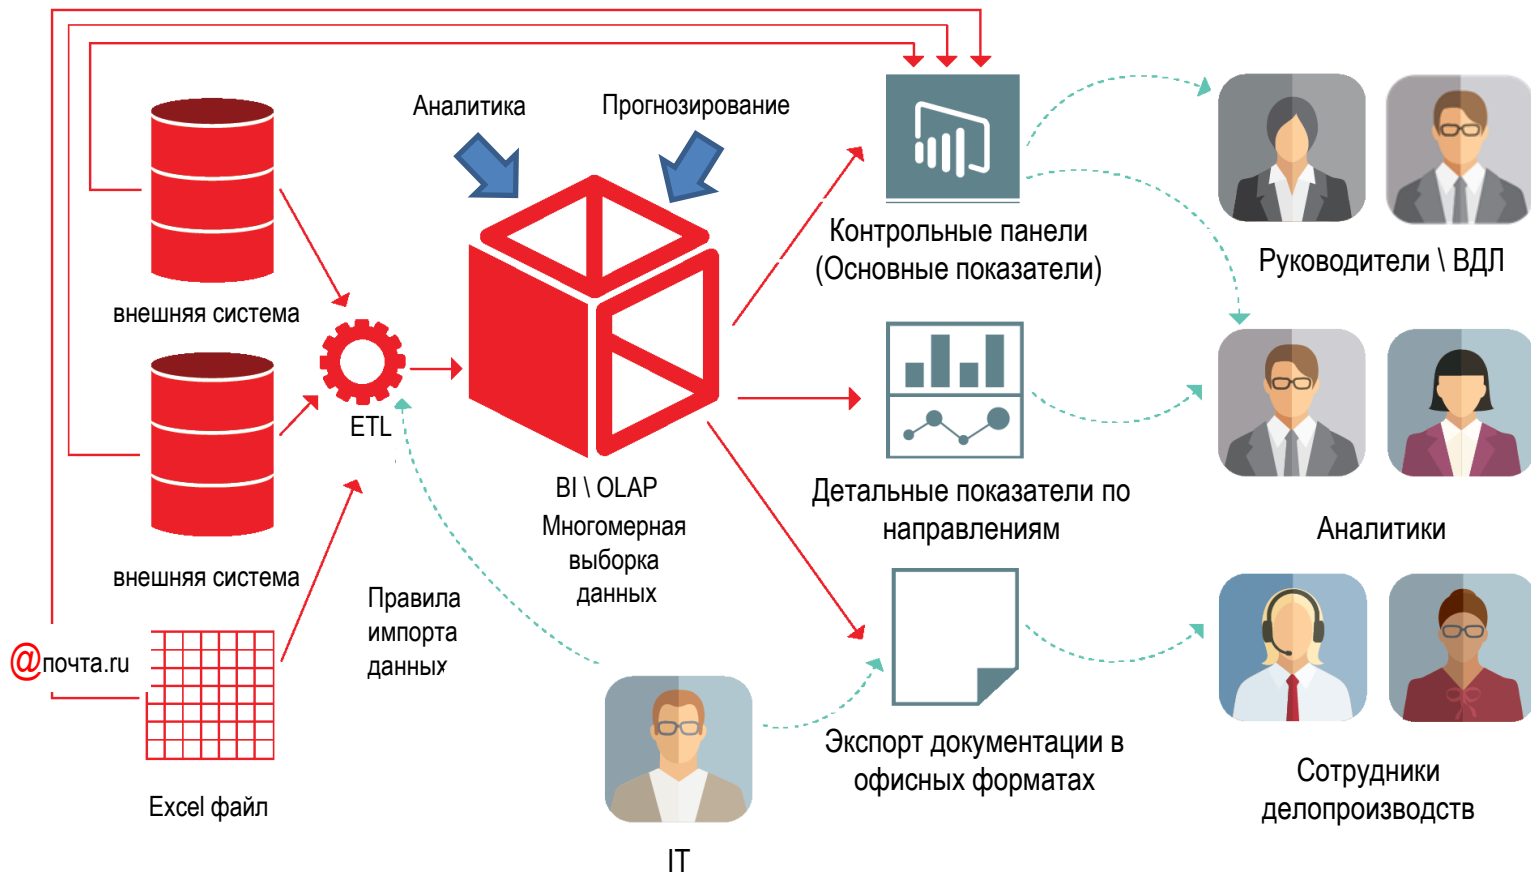 Аналитика
Прогнозирование
внешняя система
ETL
внешняя система
@почта.ru
Excel файл
Правила
импорта
данных
BI \ OLAP
Многомерная
выборка
данных
IT
Контрольные панели
(Основные показатели)
Детальные показатели по
направлениям
Экспорт документации в
офисных форматах
Руководители \ ВДЛ
Аналитики
Сотрудники
делопроизводств